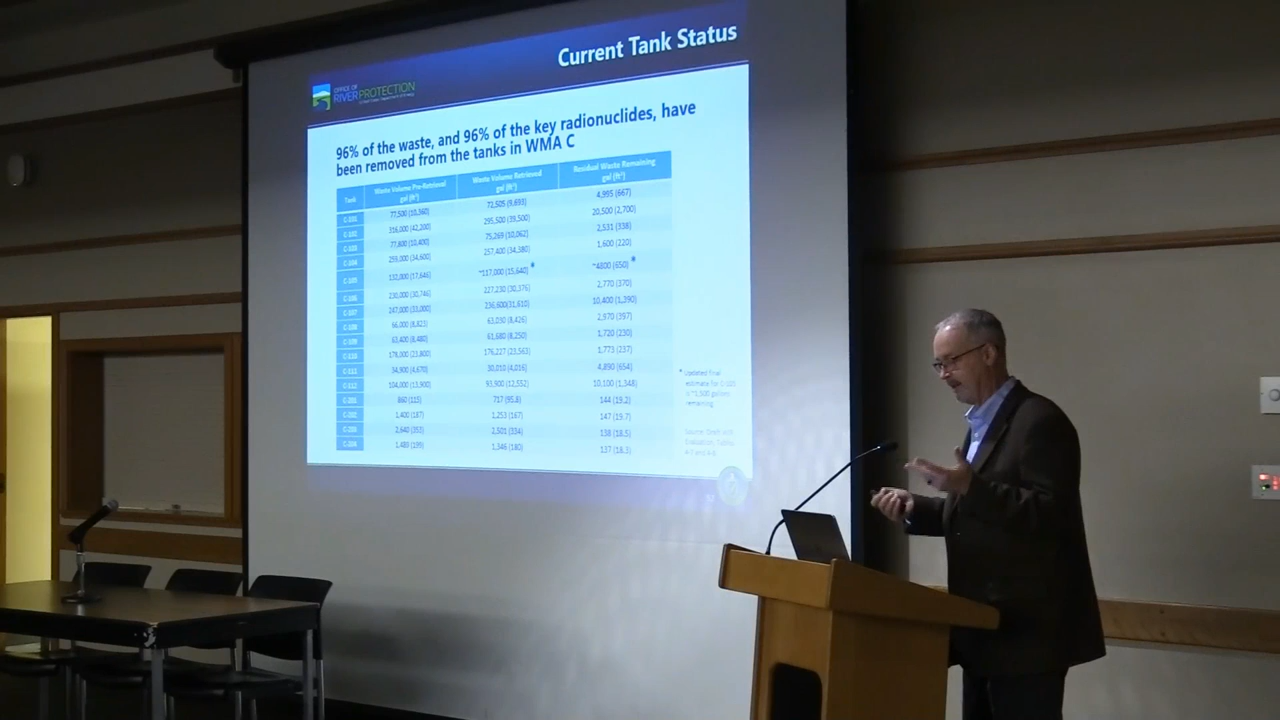 Current Tank Status
OFFICE OF
RIVER PROTECTION
96% of the waste, and 96% of the key radionuclides, have
been removed from the tanks in WMA C
Tank Waste Volume Pre-Retrieval gal (ft³) Waste Volume Retrieved gal (ft³) Residual Waste Remaining gal (ft³)
C-101 77,500 (10,360) 72,505 (9,693) 4,995 (667)
C-102 316,000 (42,200) 295,500 (39,500) 20,500 (2,700)
C-103 77,800 (10,400) 75,269 (10,062) 2,531 (338)
C-104 259,000 (34,600) 257,400 (34,380) 1,600 (220)
C-105 132,000 (17,646) ~117,000 (15,640) * ~4800 (650) *
C-106 230,000 (30,746) 227,230 (30,376) 2,770 (370)
C-107 247,000 (33,000) 236,600(31,610) 10,400 (1,390)
C-108 66,000 (8,823) 63,030 (8,426) 2,970 (397)
C-109 63,400 (8,480) 61,680 (8,250) 1,720 (230)
C-110 178,000 (23,800) 176,227 (23,563) 1,773 (237)
C-111 34,900 (4,670) 30,010 (4,016) 4,890 (654)
C-112 104,000 (13,900) 93,900 (12,552) 10,100 (1,348)
C-201 860 (115) 717 (95.8) 144 (19.2)
C-202 1,400 (187) 1,253 (167) 147 (19.7)
2,640 (353) 2,501 (334) 138 (18.5)
C-204 1,483 (199) 1,346 (180) 137 (18.3)
* Updated final
estimate for C-105
is ~1,500 gallons
remaining
Source: Draft WIR
Evaluation, Tables